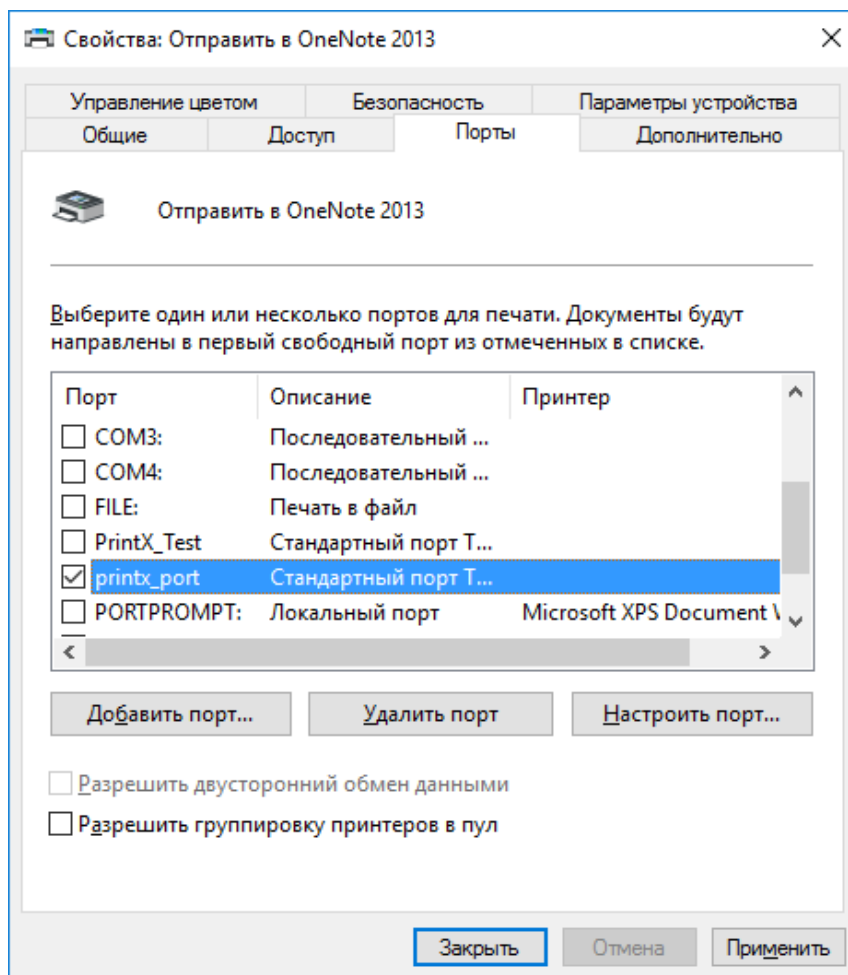 Свойства: Отправить в OneNote 2013
Управление цветом Безопасность Параметры устройства
Общие Доступ Порты Дополнительно
Отправить в OneNote 2013
Выберите один или несколько портов для печати. Документы будут
направлены в первый свободный порт из отмеченных в списке.
Порт Описание Принтер
COM3: Последовательный ...
COM4: Последовательный ...
FILE: Печать в файл
PrintX_Test Стандартный порт T...
printx_port Стандартный порт T...
PORTPROMPT: Локальный порт Microsoft XPS Document
Добавить порт... Удалить порт Настроить порт...
Разрешить двусторонний обмен данными
Разрешить группировку принтеров в пул
Закрыть Отмена Применить